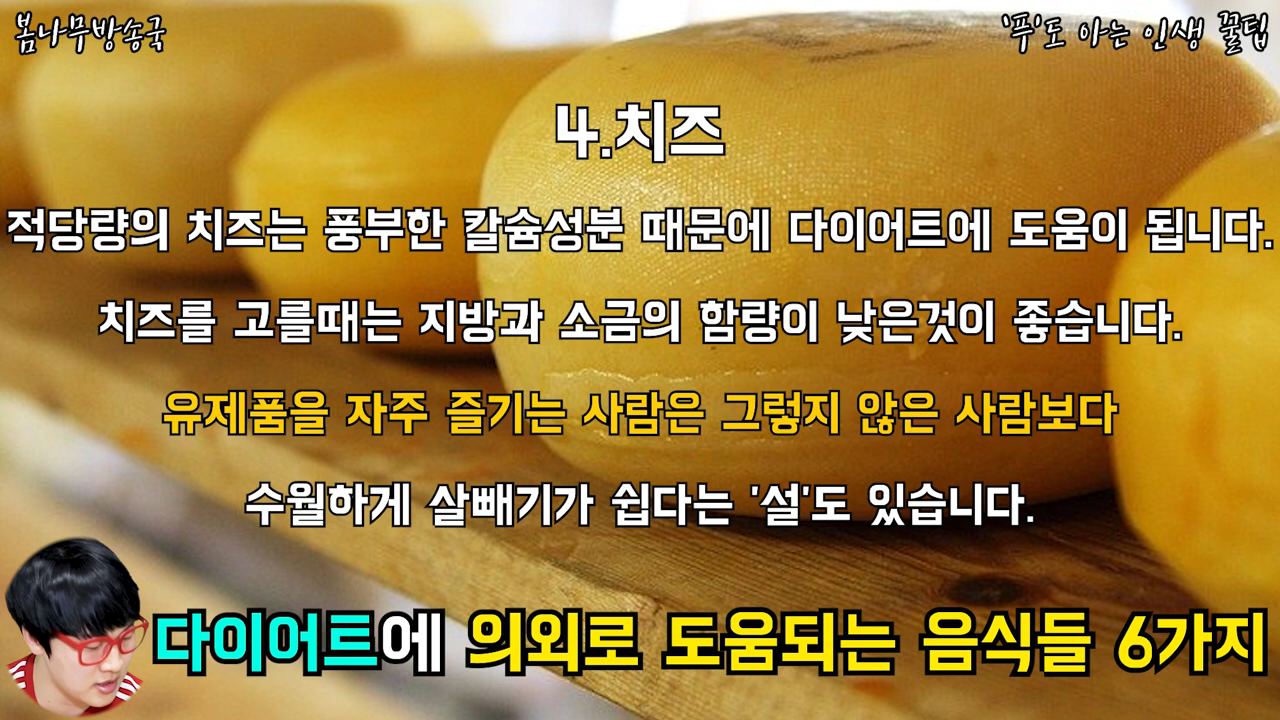 봄나무방송국
'푸'도 아는 인생 꿀팁
4.치즈
적당량의 치즈는 풍부한 칼슘성분 때문에 다이어트에 도움이 됩니다.
치즈를 고를때는 지방과 소금의 함량이 낮은것이 좋습니다.
유제품을 자주 즐기는 사람은 그렇지 않은 사람보다
수월하게 살빼기가 쉽다는 '설'도 있습니다.
다이어트에 의외로 도움되는 음식들 6가지